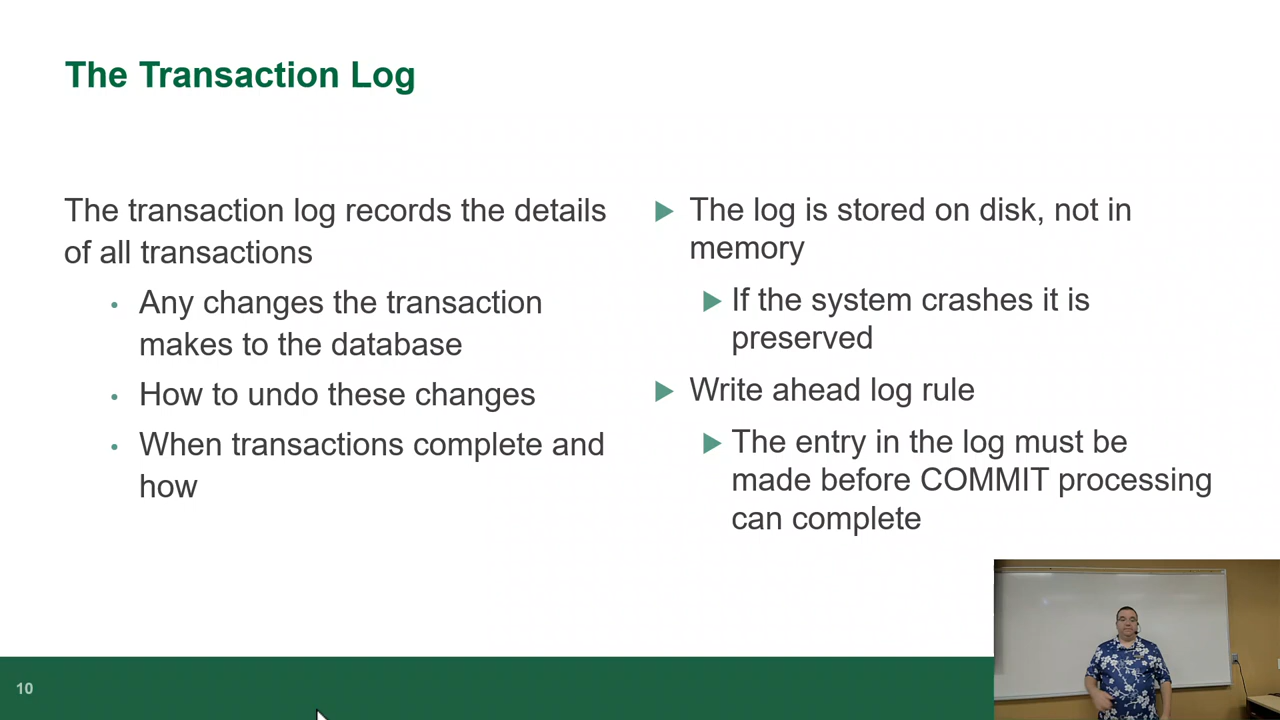 The Transaction Log
The transaction log records the details
of all transactions
• Any changes the transaction
makes to the database
• How to undo these changes
• When transactions complete and
how
▶ The log is stored on disk, not in
memory
▶ If the system crashes it is
preserved
▶ Write ahead log rule
▶ The entry in the log must be
made before COMMIT processing
can complete
10